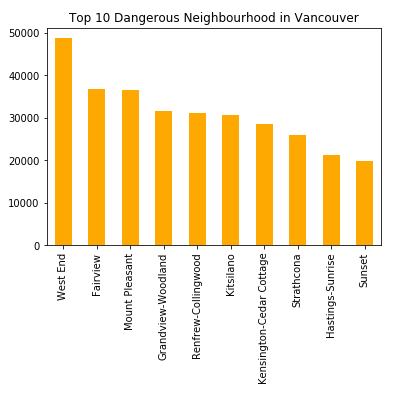 Top 10 Dangerous Neighbourhood in Vancouver
50000
40000
30000
20000
10000
0
West End
Fairview
Mount Pleasant
Grandview-Woodland
Renfrew-Collingwood
Kitsilano
Kensington-Cedar Cottage
Strathcona
Hastings-Sunrise
Sunset